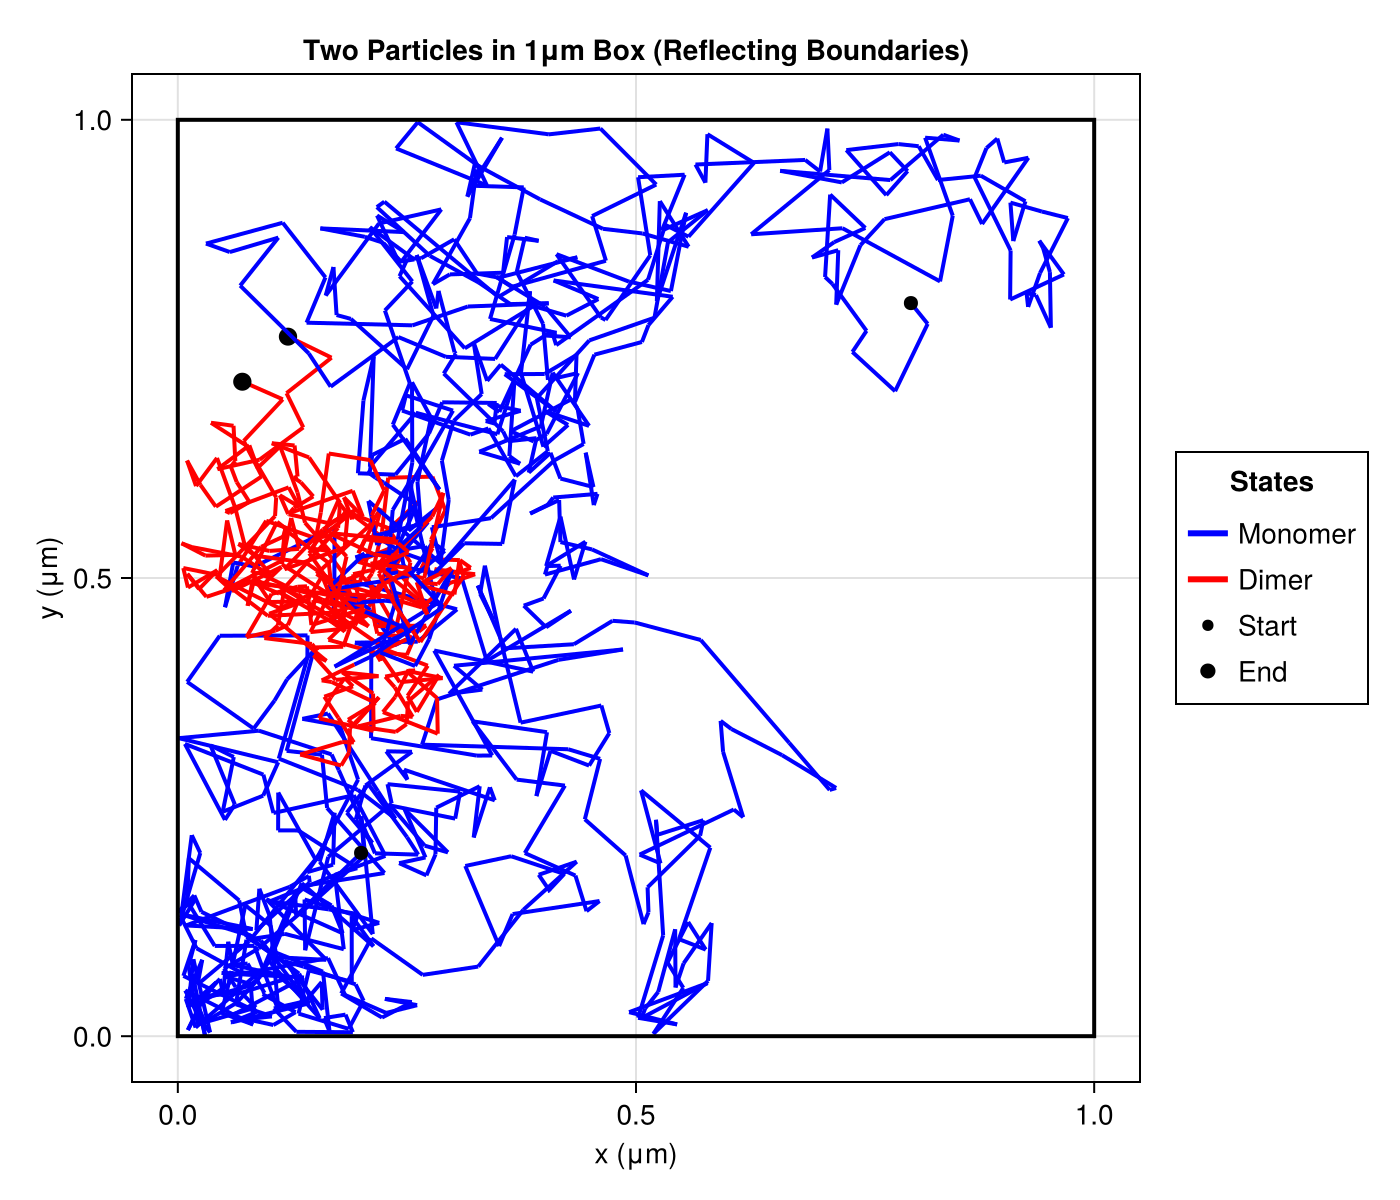 Two Particles in 1µm Box (Reflecting Boundaries)
1.0
0.5
0.0
y (µm)
0.0
0.5
1.0
x (µm)
States
Monomer
Dimer
Start
End